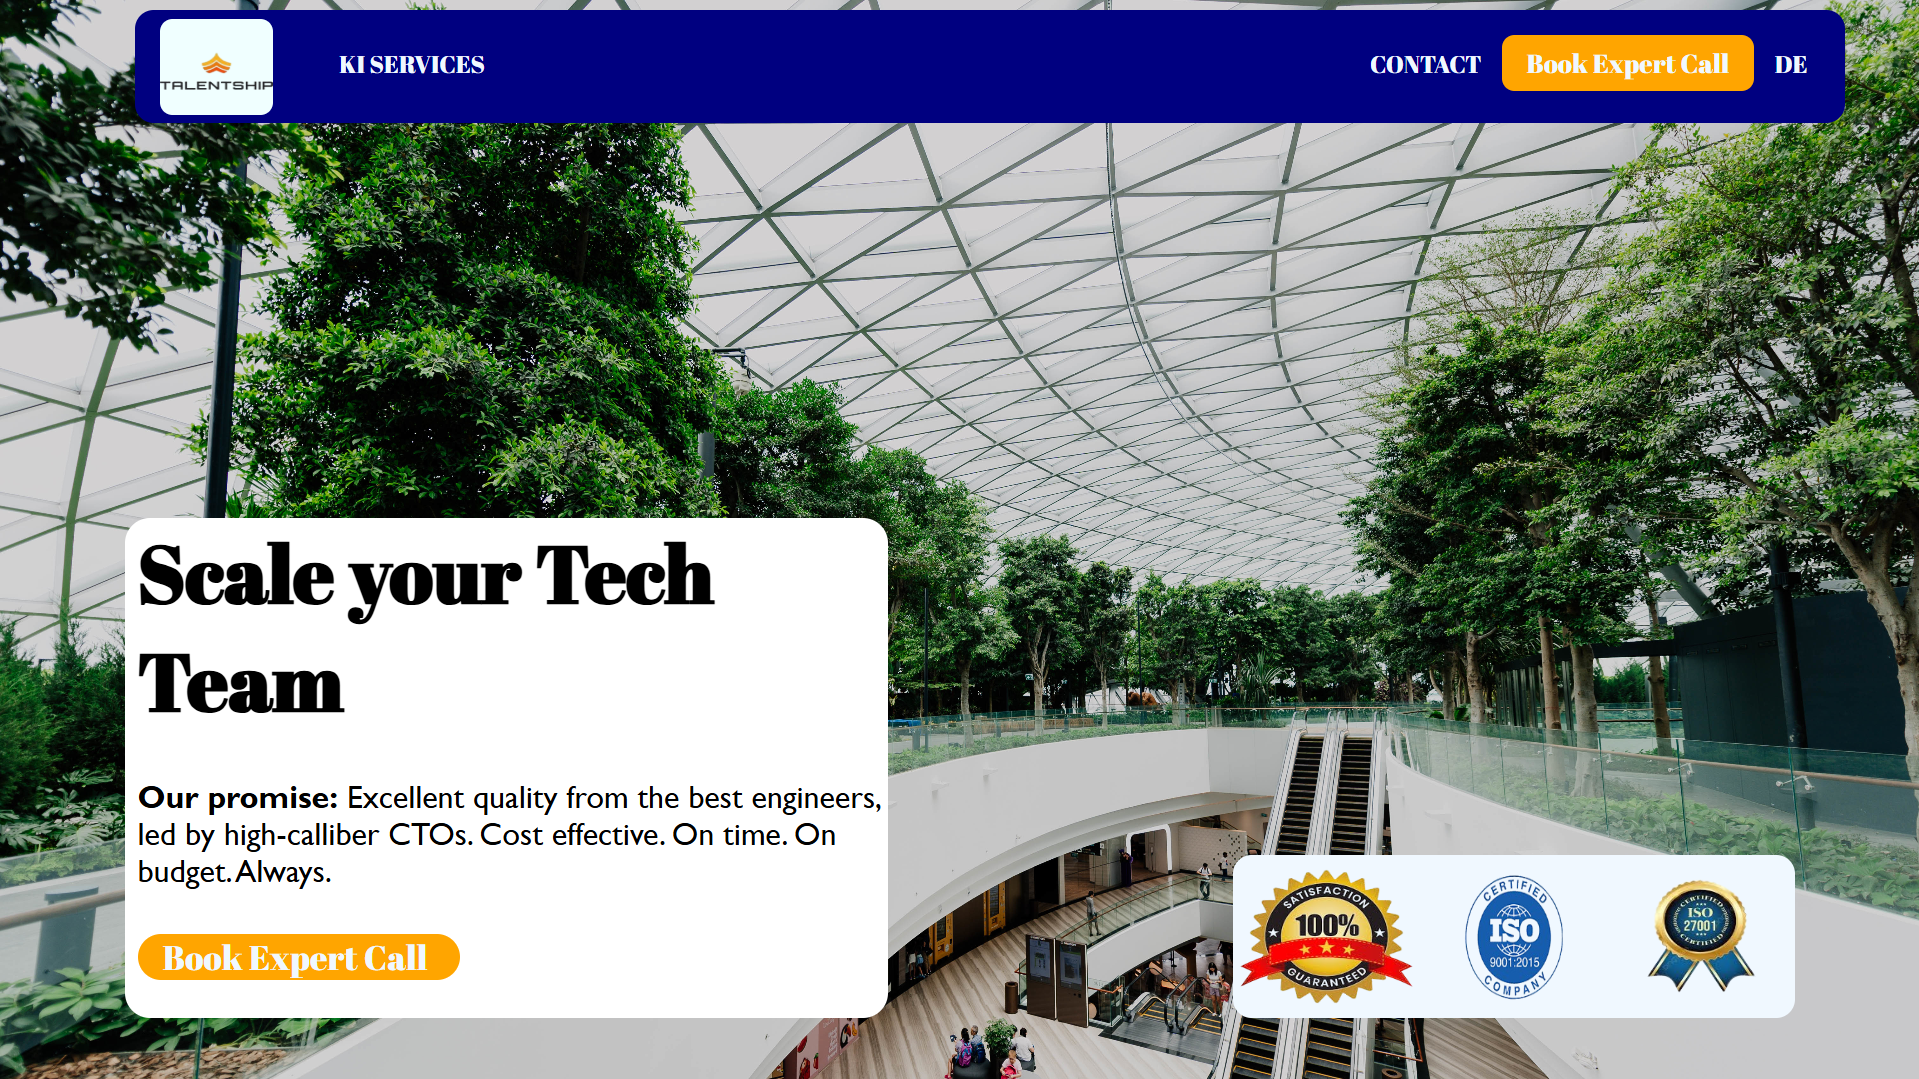 TALENTSHIP
KI SERVICES
CONTACT
Book Expert Call
DE
Scale your Tech
Team
Our promise: Excellent quality from the best engineers,
led by high-calliber CTOs. Cost effective. On time. On
budget. Always.
Book Expert Call
SATISFACTION
100%
GUARANTEED
CERTIFIED
ISO
9001:2015
COMPANY
CERTIFIED
ISO
27001
CERTIFIED